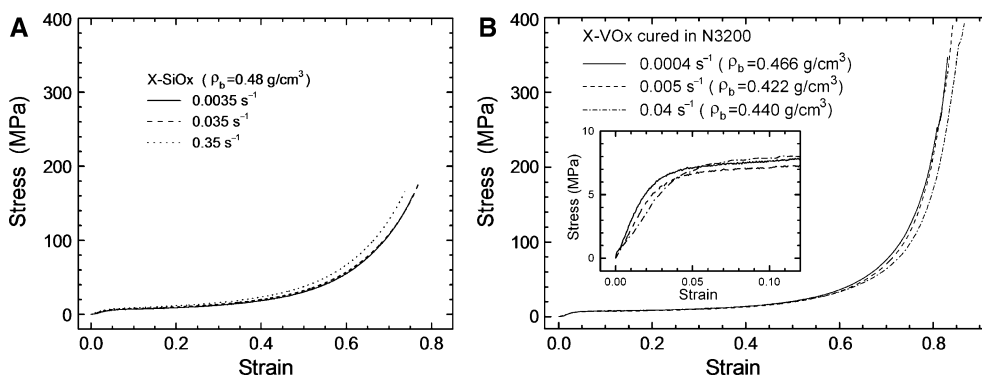 A
400
300
200
100
0
Stress (MPa)
X-SiOx (ρb=0.48 g/cm³)
0.0035 s⁻¹
0.035 s⁻¹
0.35 s⁻¹
0.0 0.2 0.4 0.6 0.8
Strain
B
400
300
200
100
0
Stress (MPa)
X-VOx cured in N3200
0.0004 s⁻¹ (ρb=0.466 g/cm³)
0.005 s⁻¹ (ρb=0.422 g/cm³)
0.04 s⁻¹ (ρb=0.440 g/cm³)
10
5
0
Stress (MPa)
0.00 0.05 0.10
Strain
0.0 0.2 0.4 0.6 0.8
Strain